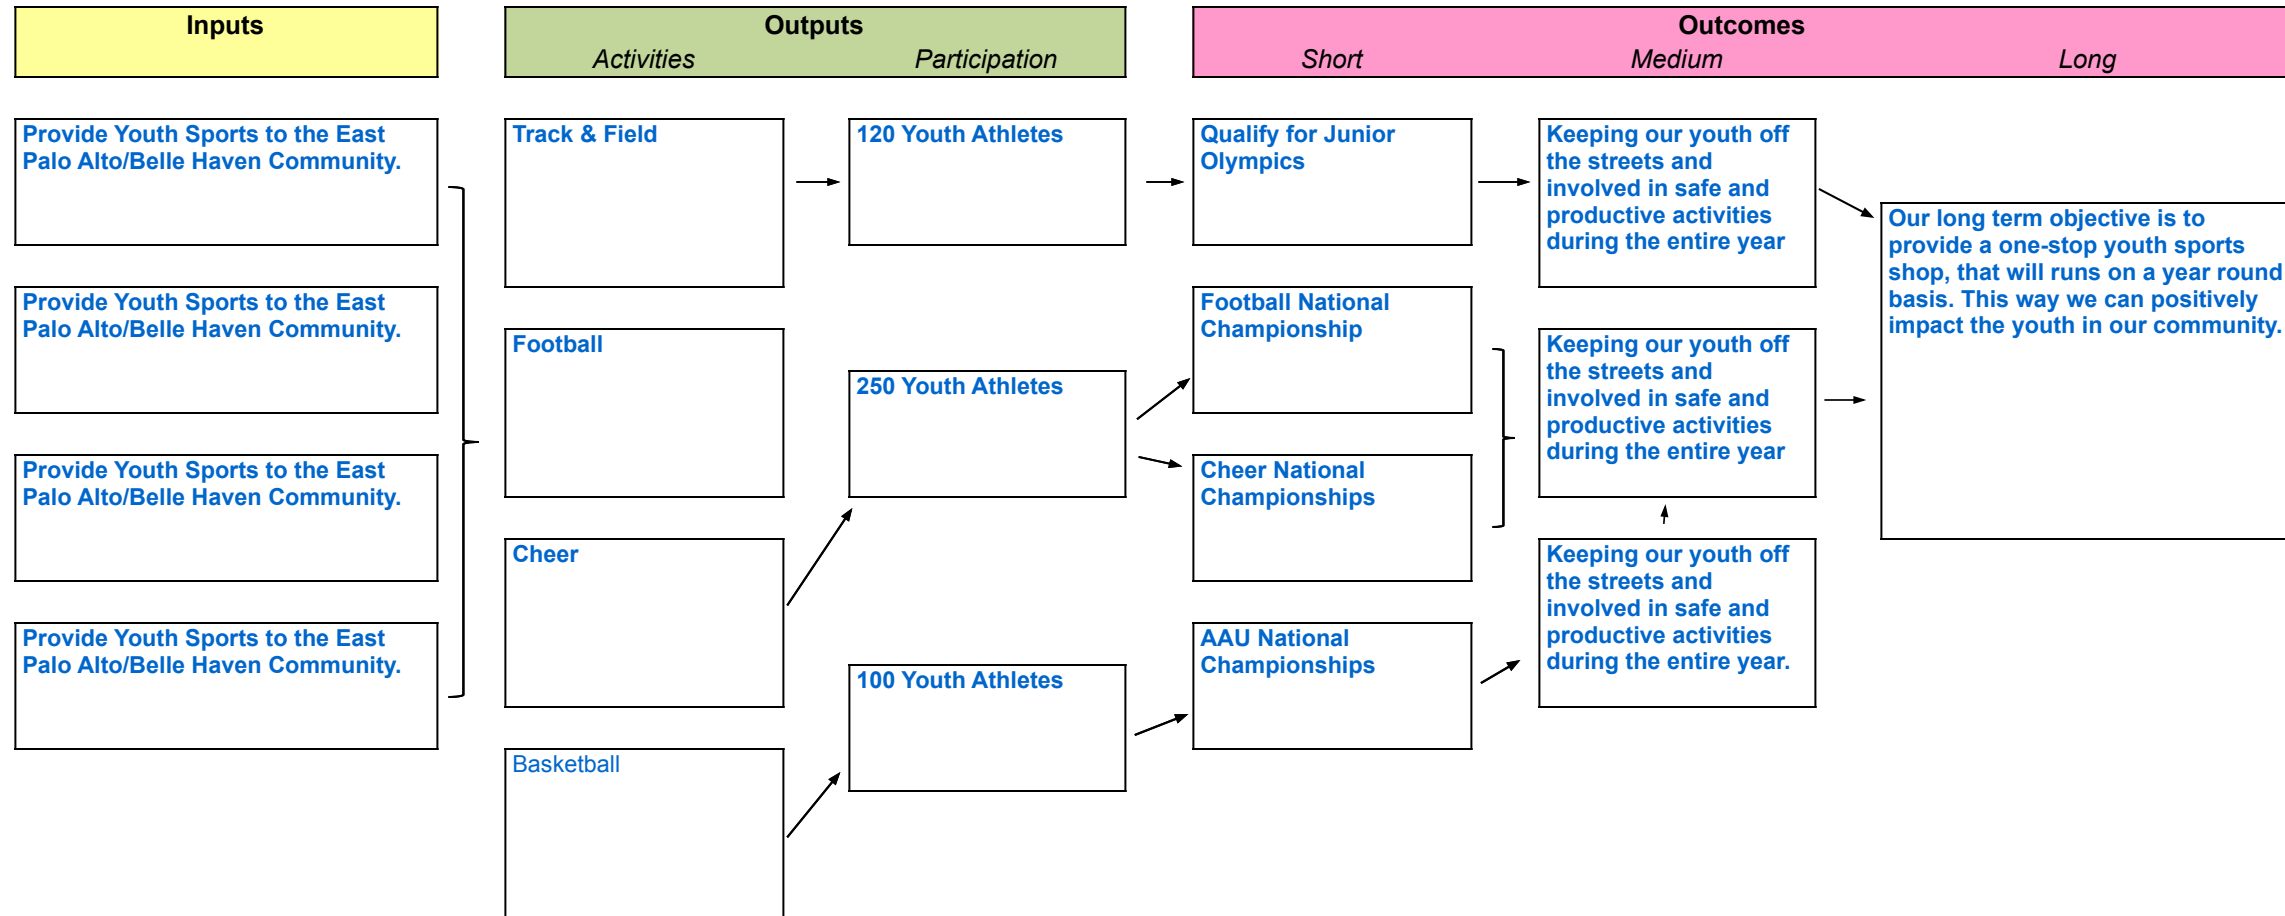 Inputs
Outputs
Activities
Participation
Outcomes
Short
Medium
Long
Provide Youth Sports to the East
Palo Alto/Belle Haven Community.
Provide Youth Sports to the East
Palo Alto/Belle Haven Community.
Provide Youth Sports to the East
Palo Alto/Belle Haven Community.
Provide Youth Sports to the East
Palo Alto/Belle Haven Community.
Track & Field
Football
Cheer
Basketball
120 Youth Athletes
250 Youth Athletes
100 Youth Athletes
Qualify for Junior
Olympics
Football National
Championship
Cheer National
Championships
AAU National
Championships
Keeping our youth off
the streets and
involved in safe and
productive activities
during the entire year
Keeping our youth off
the streets and
involved in safe and
productive activities
during the entire year
Keeping our youth off
the streets and
involved in safe and
productive activities
during the entire year.
Our long term objective is to
provide a one-stop youth sports
shop, that will runs on a year round
basis. This way we can positively
impact the youth in our community.